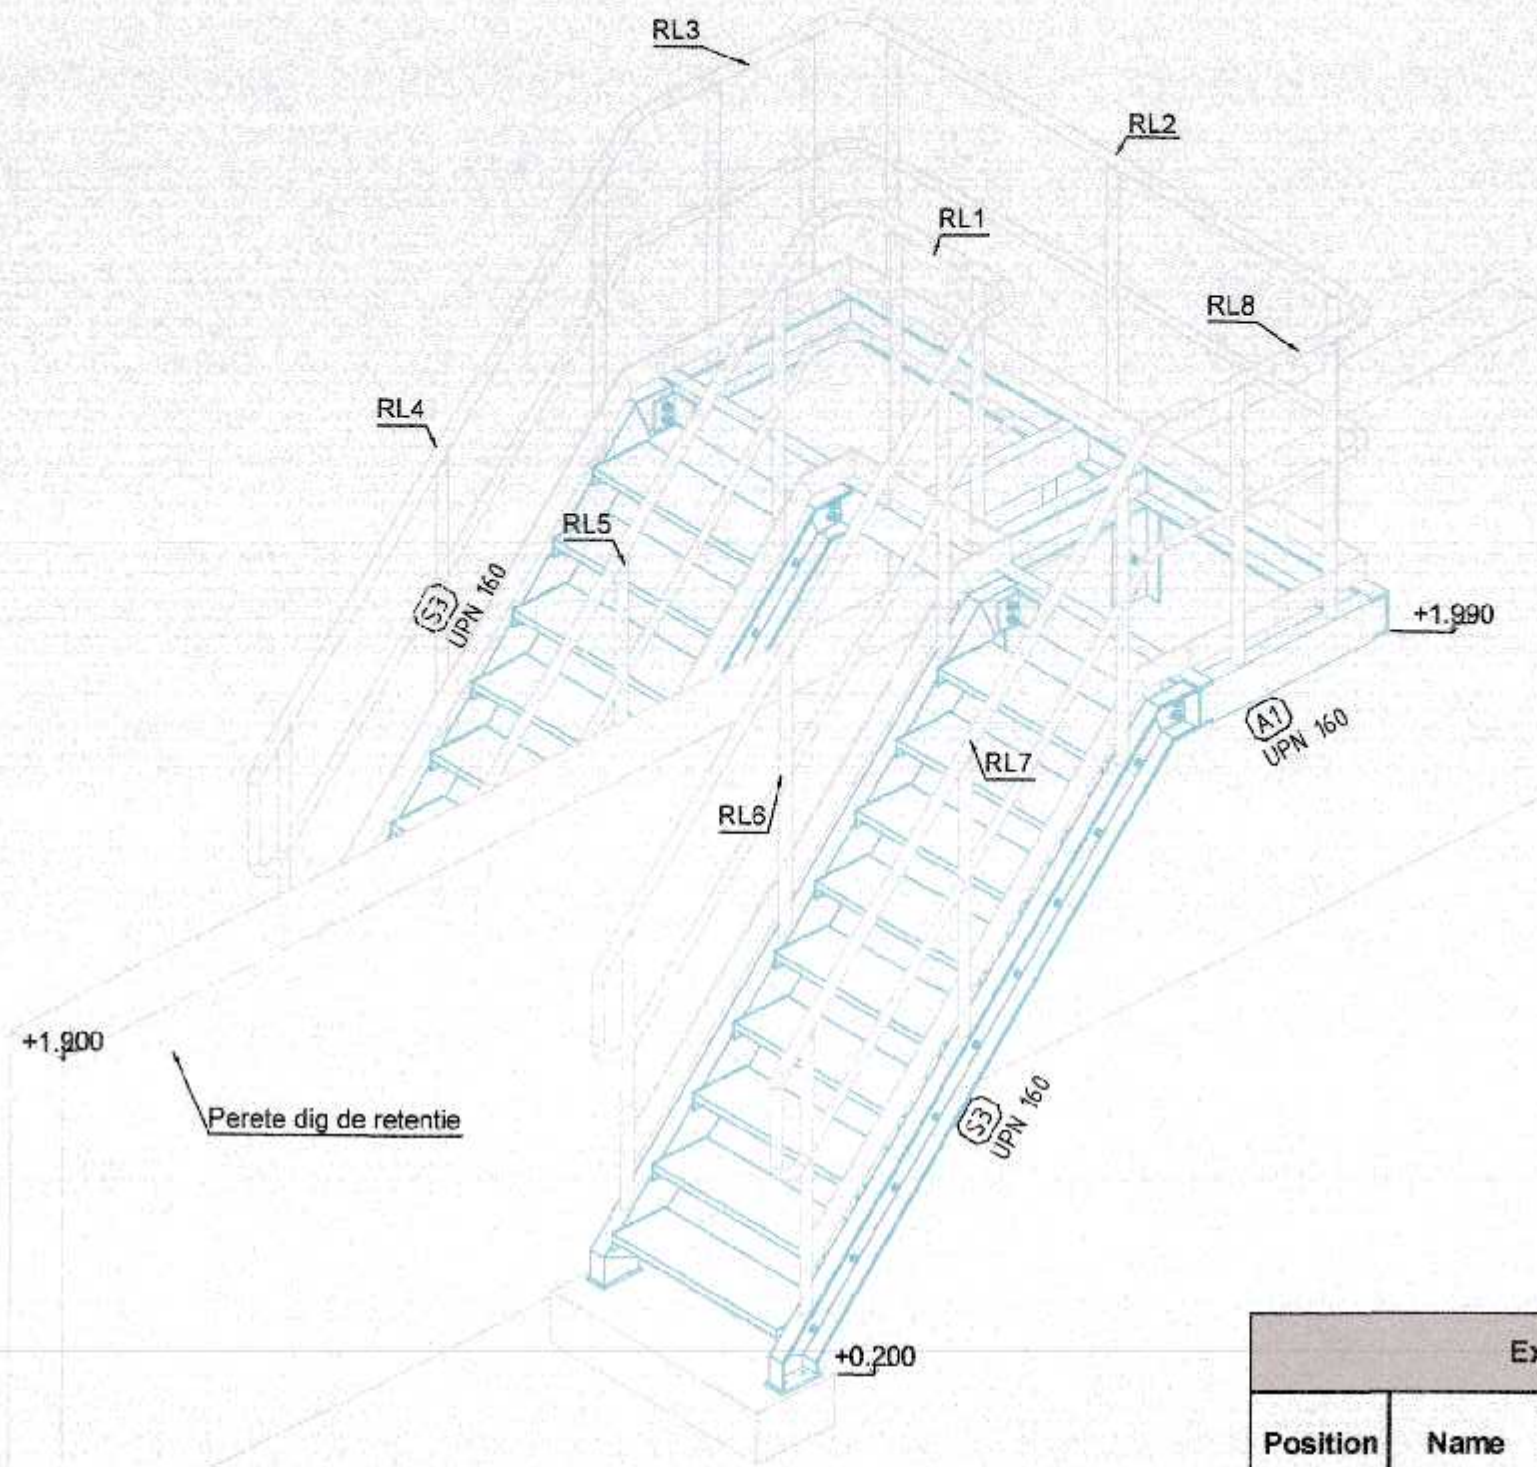 RL3
RL2
RL1
RL8
RL4
RL5
S3
UPN 160
+1.990
A1
UPN 160
RL7
RL6
+1.900
Perete dig de retentie
S3
UPN 160
+0.200
Ex
Position Name